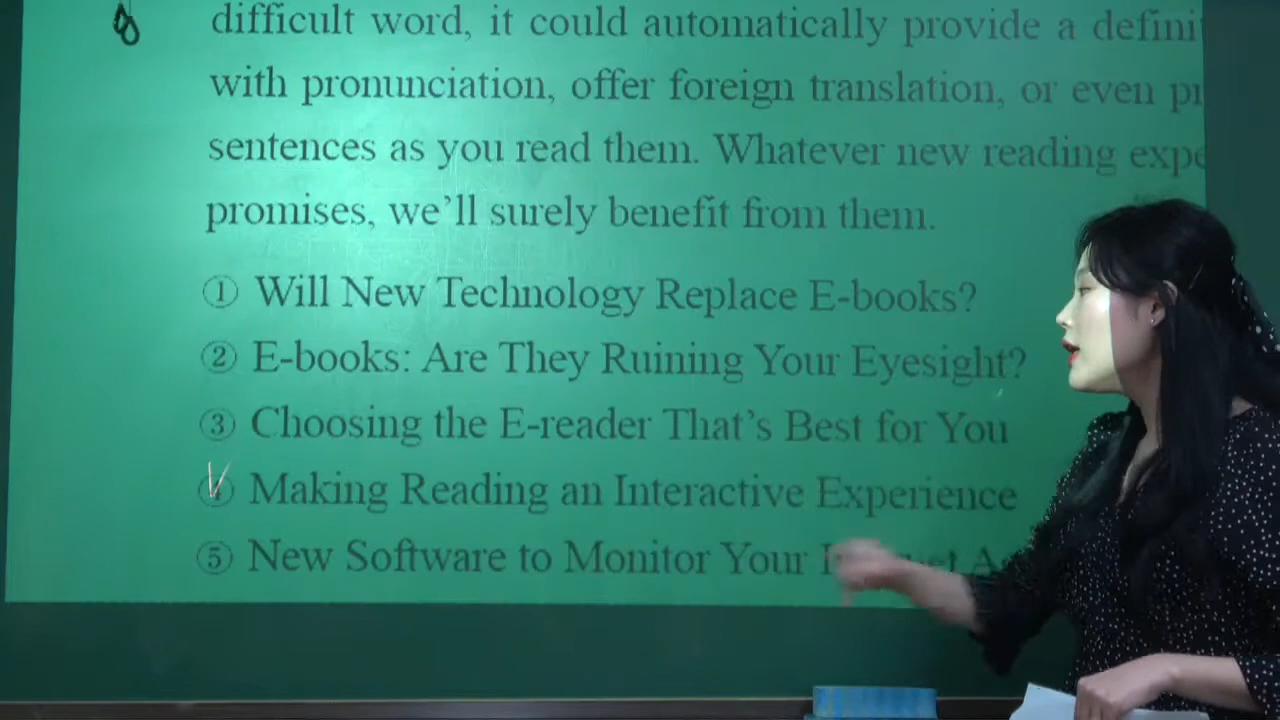 difficult word, it could automatically provide a
with pronunciation, offer foreign translation, or even
sentences as you read them. Whatever new reading
promises, we'll surely benefit from them.
① Will New Technology Replace E-books?
② E-books: Are They Ruining Your Eyesight?
③ Choosing the E-reader That's Best for You
Making Reading an Interactive Experience
⑤ New Software to Monitor Your